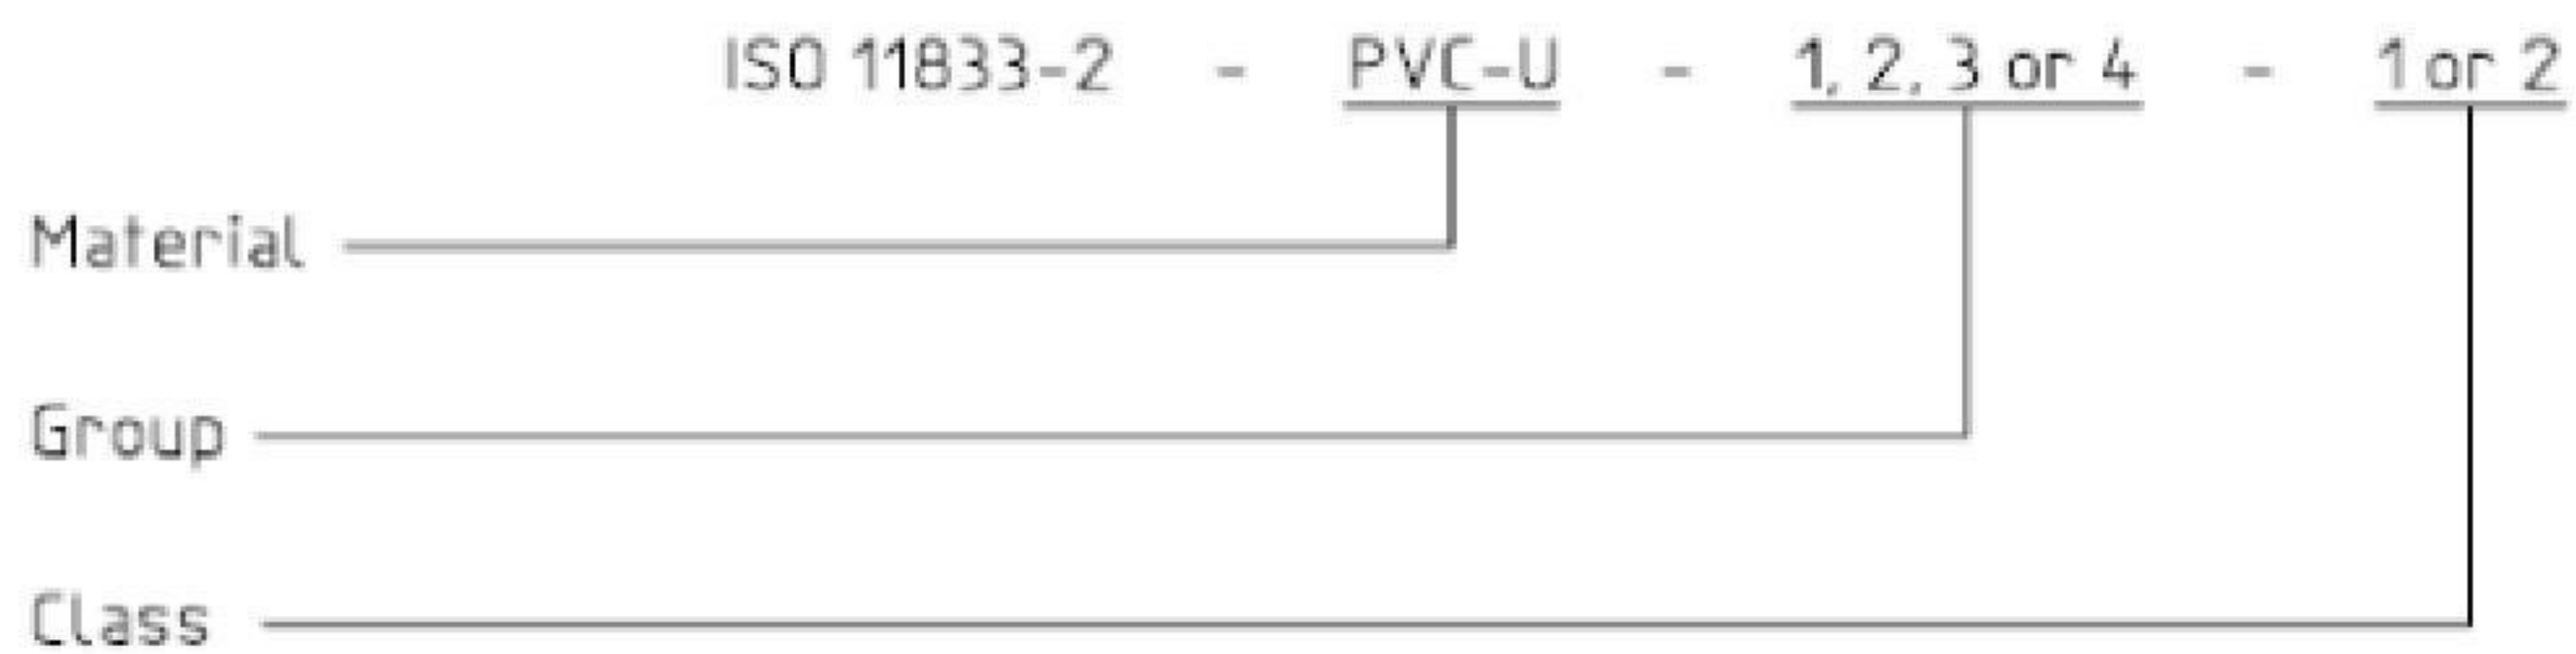 ISO 11833-2 - PVC-U - 1, 2, 3 or 4 - 1 or 2
Material
Group
Class